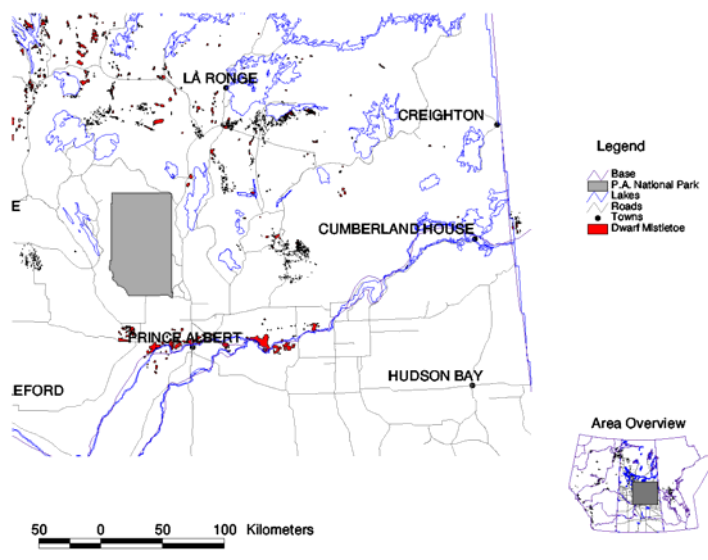 LA RONGE
CREIGHTON
E
CUMBERLAND HOUSE
PRINCE ALBERT
LEFORD
HUDSON BAY
Legend
Base
P.A. National Park
Lakes
Roads
Towns
Dwarf Mistletoe
Area Overview
50 0 50 100 Kilometers